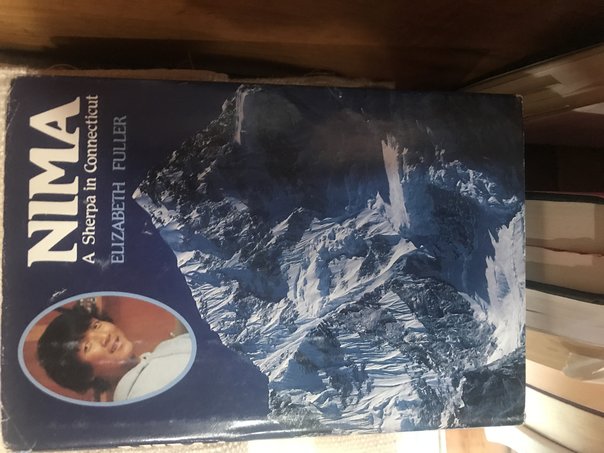 NIMA
A Sherpa in Connecticut
ELIZABETH FULLER